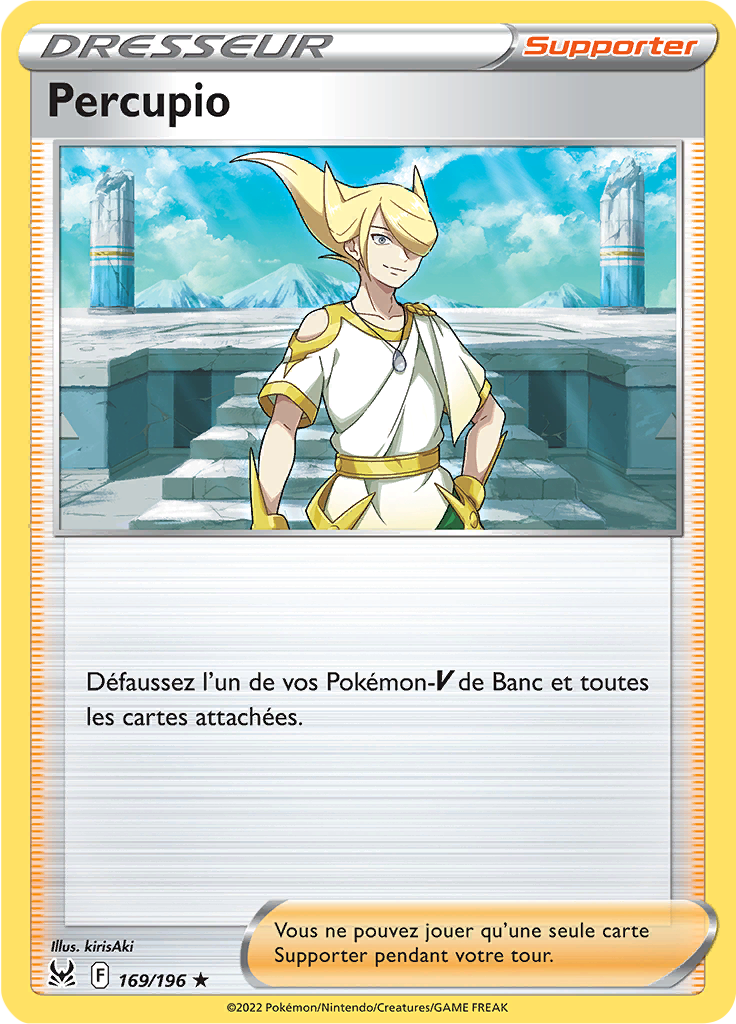 DRESSEUR Supporter
Percupio
Défaussez l'un de vos Pokémon-V de Banc et toutes
les cartes attachées.
Vous ne pouvez jouer qu'une seule carte
Supporter pendant votre tour.
Illus. kirisAki
F 169/196 ★
©2022 Pokémon/Nintendo/Creatures/GAME FREAK